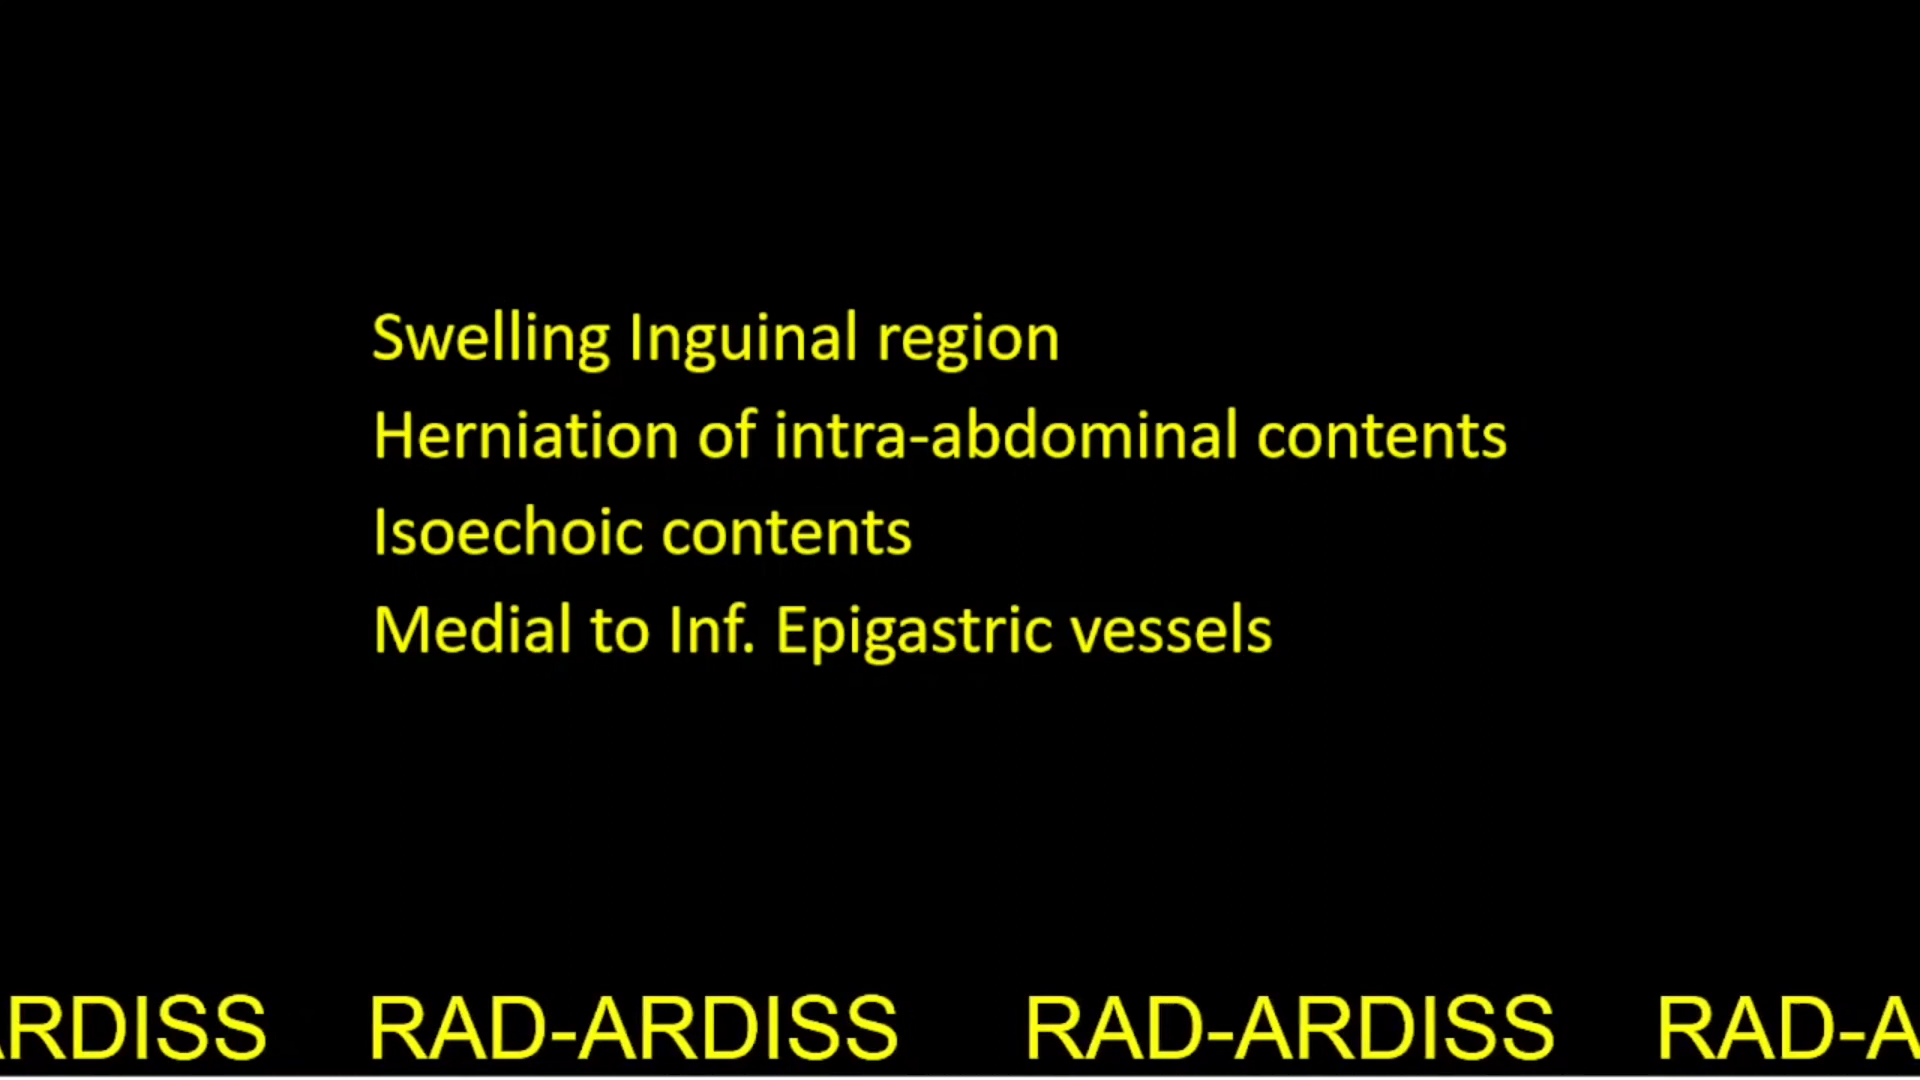 Swelling Inguinal region
Herniation of intra-abdominal contents
Isoechoic contents
Medial to Inf. Epigastric vessels
ARDISS RAD-ARDISS RAD-ARDISS RAD-A